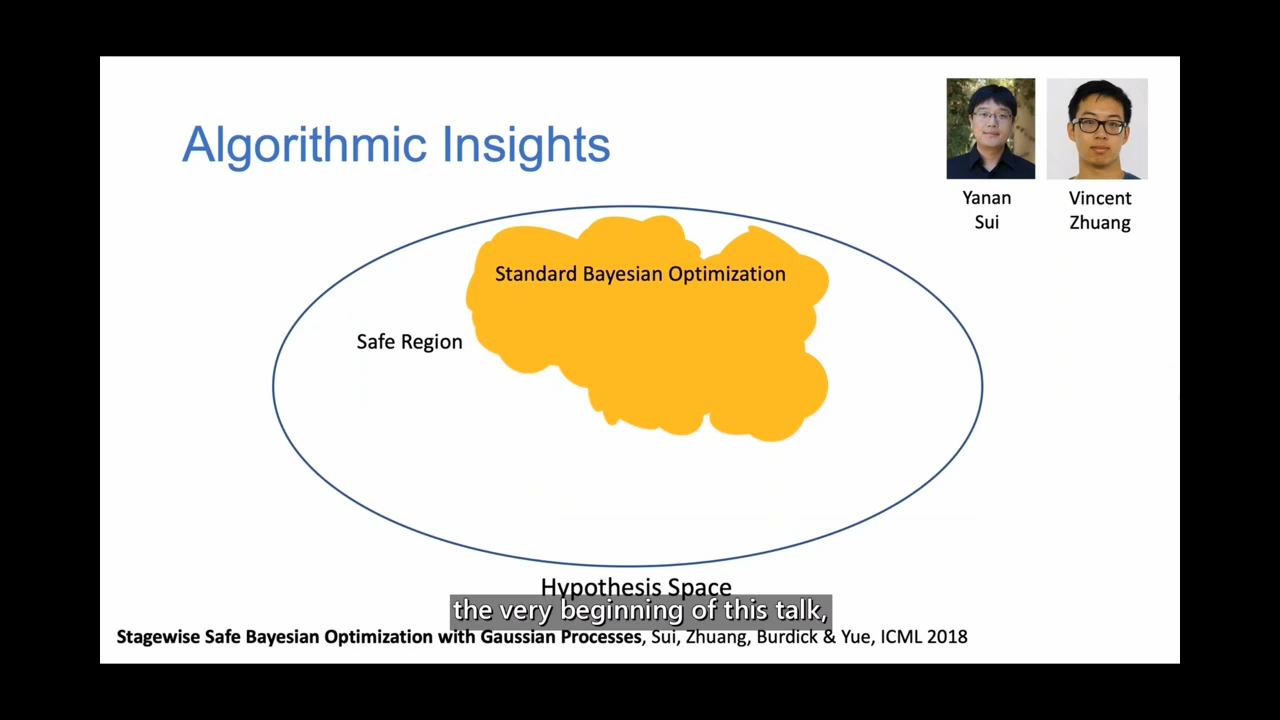 Algorithmic Insights
Yanan
Sui
Vincent
Zhuang
Standard Bayesian Optimization
Safe Region
Hypothesis Space
the very beginning of this talk,
Stagewise Safe Bayesian Optimization with Gaussian Processes, Sui, Zhuang, Burdick & Yue, ICML 2018